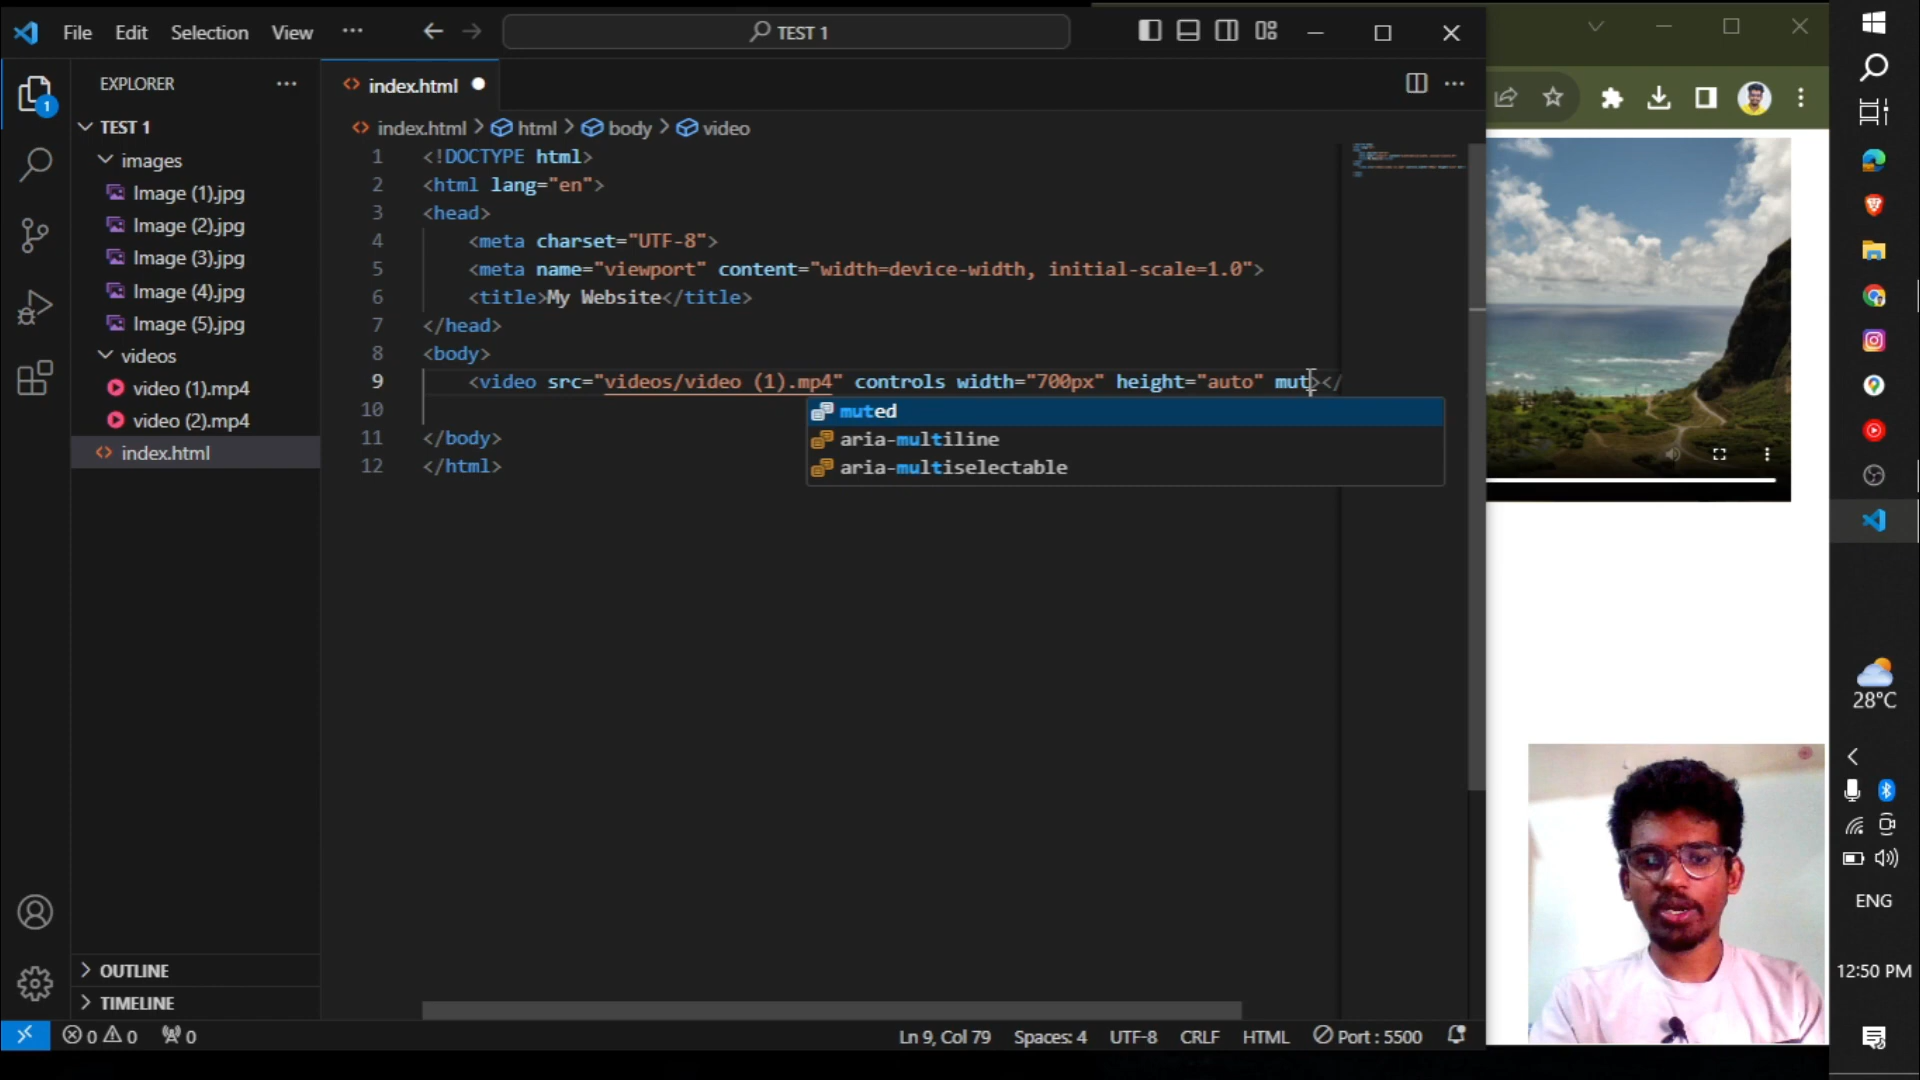 File Edit Selection View ··· TEST 1
EXPLORER ···
1
TEST 1
images
Image (1).jpg
Image (2).jpg
Image (3).jpg
Image (4).jpg
Image (5).jpg
videos
video (1).mp4
video (2).mp4
index.html
OUTLINE
TIMELINE
index.html
index.html > html > body > video
1 <!DOCTYPE html>
2 <html lang="en">
3 <head>
4 <meta charset="UTF-8">
5 <meta name="viewport" content="width=device-width, initial-scale=1.0">
6 <title>My Website</title>
7 </head>
8 <body>
9 <video src="videos/video (1).mp4" controls width="700px" height="auto" mut></
muted
aria-multiline
aria-multiselectable
10
11 </body>
12 </html>
0 0 0 Ln 9, Col 79 Spaces: 4 UTF-8 CRLF HTML Port : 5500
28°C
ENG
12:50 PM